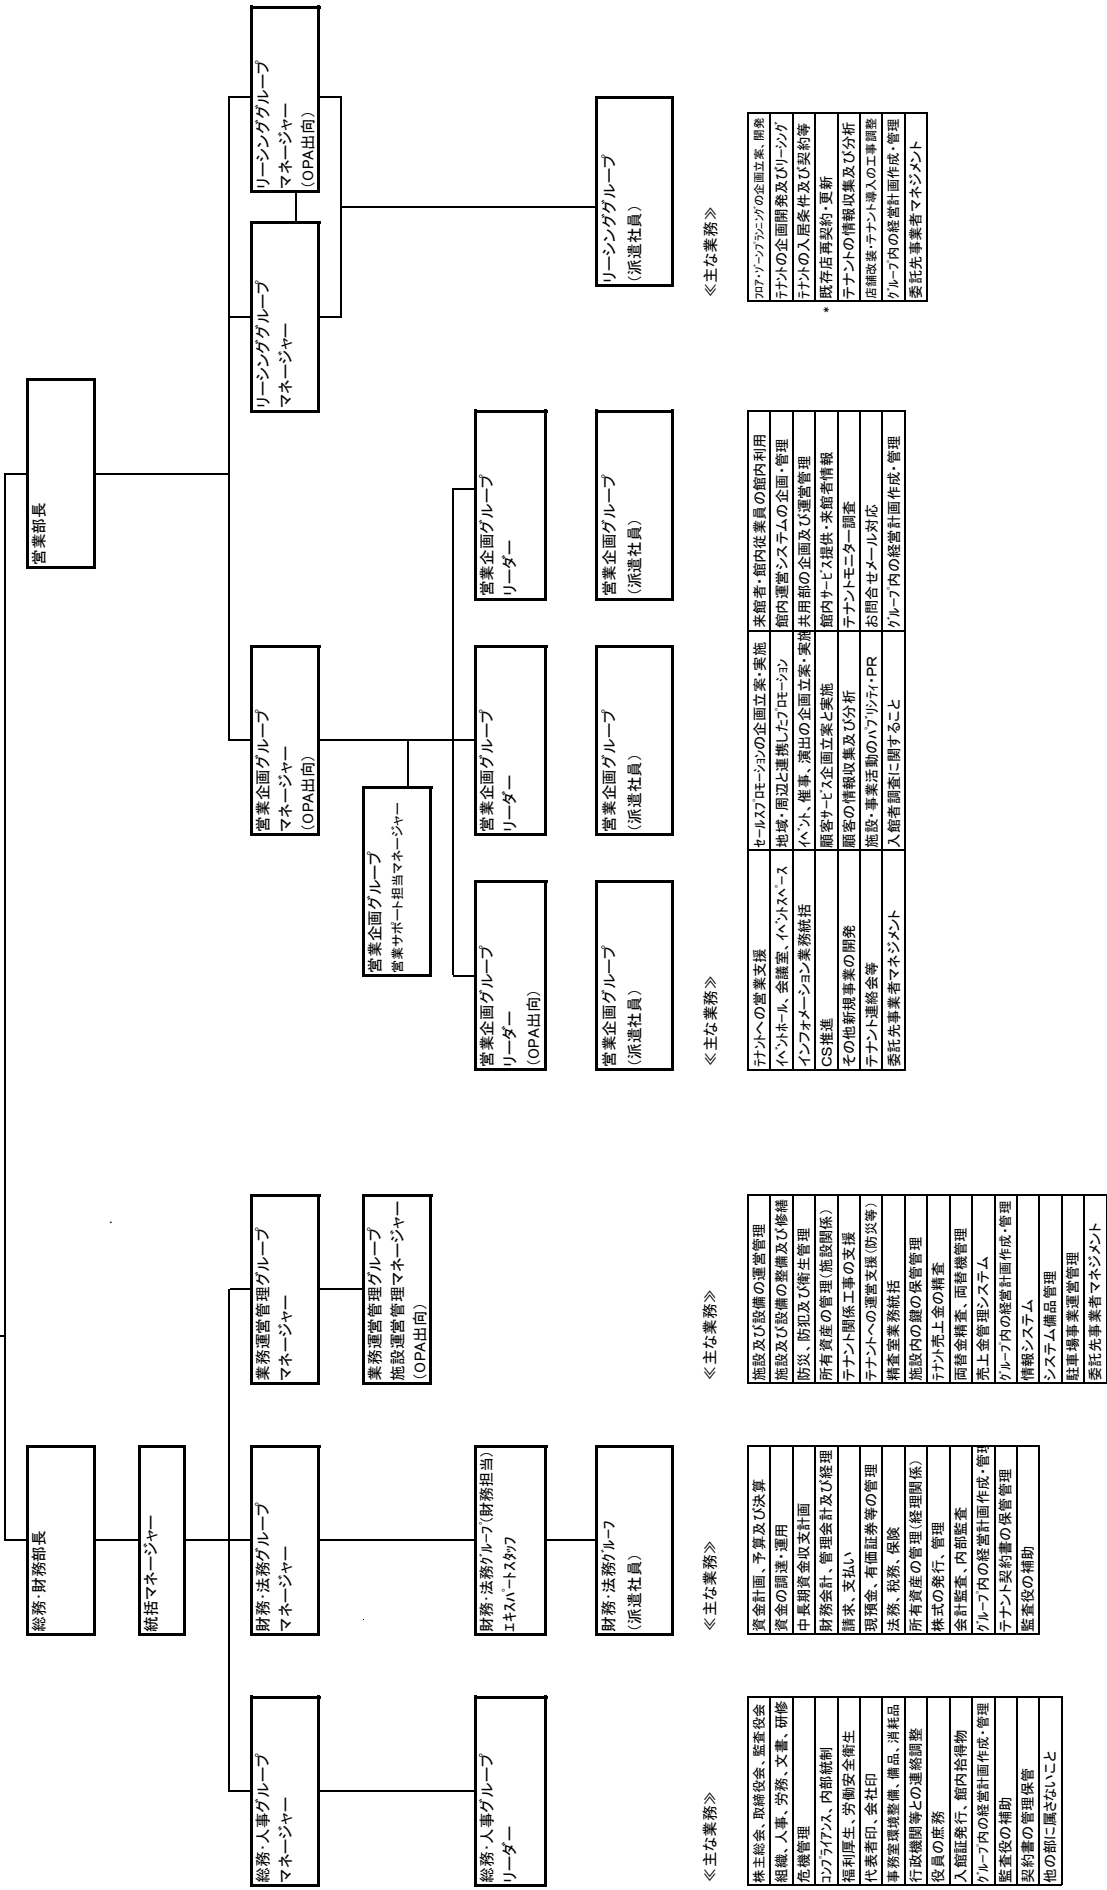 総務・財務部長
営業部長
統括マネージャー
総務・人事グループ
マネージャー
財務・法務グループ
マネージャー
業務運営管理グループ
マネージャー
営業企画グループ
マネージャー
(OPA出向)
リーシンググループ
マネージャー
リーシンググループ
マネージャー
(OPA出向)
業務運営管理グループ
施設運営管理マネージャー
(OPA出向)
営業企画グループ
営業サポート担当マネージャー
総務・人事グループ
リーダー
財務・法務グループ(財務担当)
エキスパートスタッフ
営業企画グループ
リーダー
(OPA出向)
営業企画グループ
リーダー
営業企画グループ
リーダー
財務・法務グループ
(派遣社員)
営業企画グループ
(派遣社員)
営業企画グループ
(派遣社員)
営業企画グループ
(派遣社員)
リーシンググループ
(派遣社員)
≪主な業務≫
株主総会、取締役会、監査役会
組織、人事、労務、文書、研修
危機管理
コンプライアンス、内部統制
福利厚生、労働安全衛生
代表者印、会社印
事務室環境整備、備品、消耗品
行政機関等との連絡調整
役員の庶務
入館証発行、館内拾得物
グループ内の経営計画作成・管理
監査役の補助
契約書の管理保管
他の部に属さないこと
≪主な業務≫
資金計画、予算及び決算
資金の調達・運用
中長期資金収支計画
財務会計、管理会計及び経理
請求、支払い
現預金、有価証券等の管理
法務、税務、保険
所有資産の管理(経理関係)
株式の発行、管理
会計監査、内部監査
グループ内の経営計画作成・管理
テナント契約書の保管管理
監査役の補助
≪主な業務≫
施設及び設備の運営管理
施設及び設備の整備及び修繕
防災、防犯及び衛生管理
所有資産の管理(施設関係)
テナント関係工事の支援
テナントへの運営支援(防災等)
精査室業務統括
施設内の鍵の保管管理
テナント売上金の精査
両替金精査、両替機管理
売上金管理システム
グループ内の経営計画作成・管理
情報システム
システム備品管理
駐車場事業運営管理
委託先事業者マネジメント
≪主な業務≫
テナントへの営業支援
イベントホール、会議室、イベントスペース
インフォメーション業務統括
CS推進
その他新規事業の開発
テナント連絡会等
委託先事業者マネジメント
セールスプロモーションの企画立案・実施
地域・周辺と連携したプロモーション
イベント、催事、演出の企画立案・実施
顧客サービス企画立案と実施
顧客の情報収集及び分析
施設・事業活動のパブリシティ・PR
入館者調査に関すること
来館者・館内従業員の館内利用
館内運営システムの企画・管理
共用部の企画及び運営管理
館内サービス提供・来館者情報
テナントモニター調査
お問合せメール対応
グループ内の経営計画作成・管理
≪主な業務≫
フロア・ゾーンプランニングの企画立案、開発
テナントの企画開発及びリーシング
テナントの入居条件及び契約等
* 既存店再契約・更新
テナントの情報収集及び分析
店舗改装・テナント導入の工事調整
グループ内の経営計画作成・管理
委託先事業者マネジメント